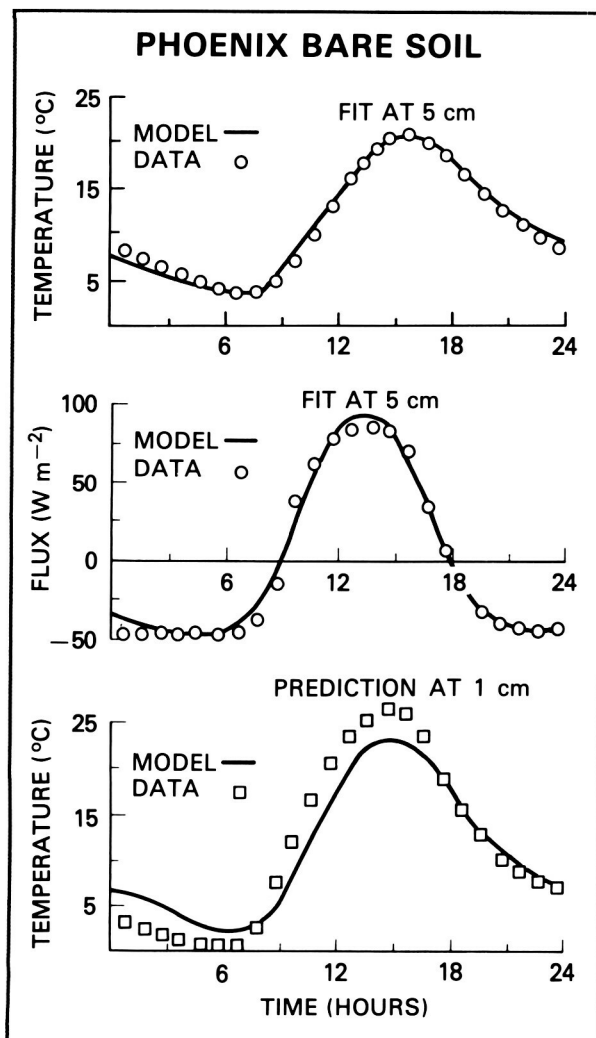 PHOENIX BARE SOIL
FIT AT 5 cm
MODEL
DATA
TEMPERATURE (°C)
25
15
5
6 12 18 24
FIT AT 5 cm
MODEL
DATA
FLUX (W m−2)
100
50
0
−50
6 12 18 24
PREDICTION AT 1 cm
MODEL
DATA
TEMPERATURE (°C)
25
15
5
6 12 18 24
TIME (HOURS)